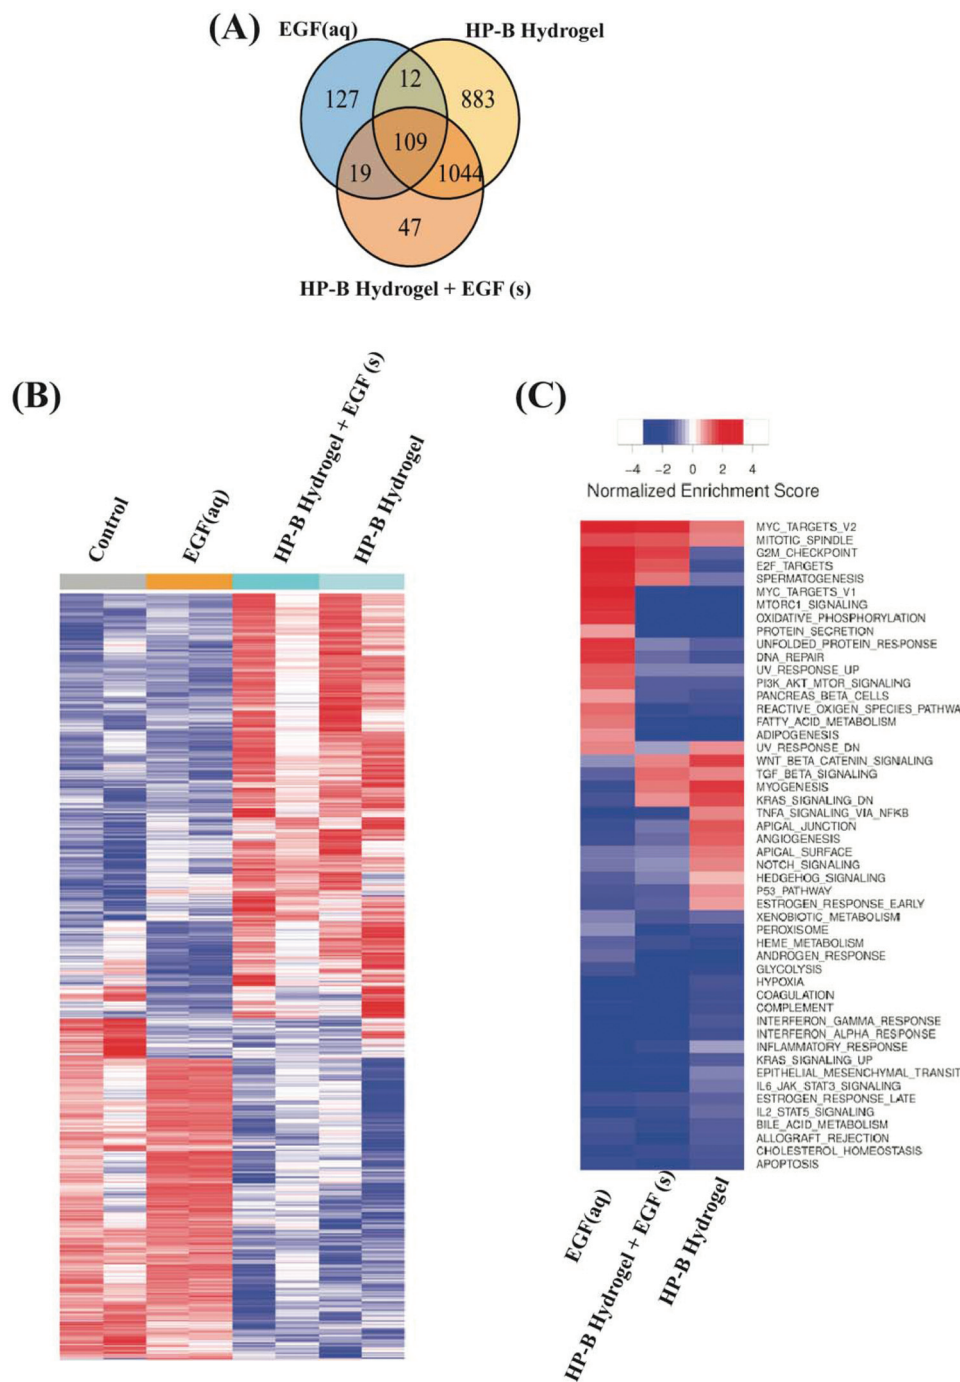 (A)
EGF(aq)
HP-B Hydrogel
12
127
883
109
19
1044
47
HP-B Hydrogel + EGF (s)
(B)
Control
EGF(aq)
HP-B Hydrogel + EGF (s)
HP-B Hydrogel
(C)
−4 −2 0 2 4
Normalized Enrichment Score
MYC_TARGETS_V2
MITOTIC_SPINDLE
G2M_CHECKPOINT
E2F_TARGETS
SPERMATOGENESIS
MYC_TARGETS_V1
MTORC1_SIGNALING
OXIDATIVE_PHOSPHORYLATION
PROTEIN_SECRETION
UNFOLDED_PROTEIN_RESPONSE
DNA_REPAIR
UV_RESPONSE_UP
PI3K_AKT_MTOR_SIGNALING
PANCREAS_BETA_CELLS
REACTIVE_OXIGEN_SPECIES_PATHWA
FATTY_ACID_METABOLISM
ADIPOGENESIS
UV_RESPONSE_DN
WNT_BETA_CATENIN_SIGNALING
TGF_BETA_SIGNALING
MYOGENESIS
KRAS_SIGNALING_DN
TNFA_SIGNALING_VIA_NFKB
APICAL_JUNCTION
ANGIOGENESIS
APICAL_SURFACE
NOTCH_SIGNALING
HEDGEHOG_SIGNALING
P53_PATHWAY
ESTROGEN_RESPONSE_EARLY
XENOBIOTIC_METABOLISM
PEROXISOME
HEME_METABOLISM
ANDROGEN_RESPONSE
GLYCOLYSIS
HYPOXIA
COAGULATION
COMPLEMENT
INTERFERON_GAMMA_RESPONSE
INTERFERON_ALPHA_RESPONSE
INFLAMMATORY_RESPONSE
KRAS_SIGNALING_UP
EPITHELIAL_MESENCHYMAL_TRANSIT
IL6_JAK_STAT3_SIGNALING
ESTROGEN_RESPONSE_LATE
IL2_STAT5_SIGNALING
BILE_ACID_METABOLISM
ALLOGRAFT_REJECTION
CHOLESTEROL_HOMEOSTASIS
APOPTOSIS
EGF(aq)
HP-B Hydrogel + EGF (s)
HP-B Hydrogel